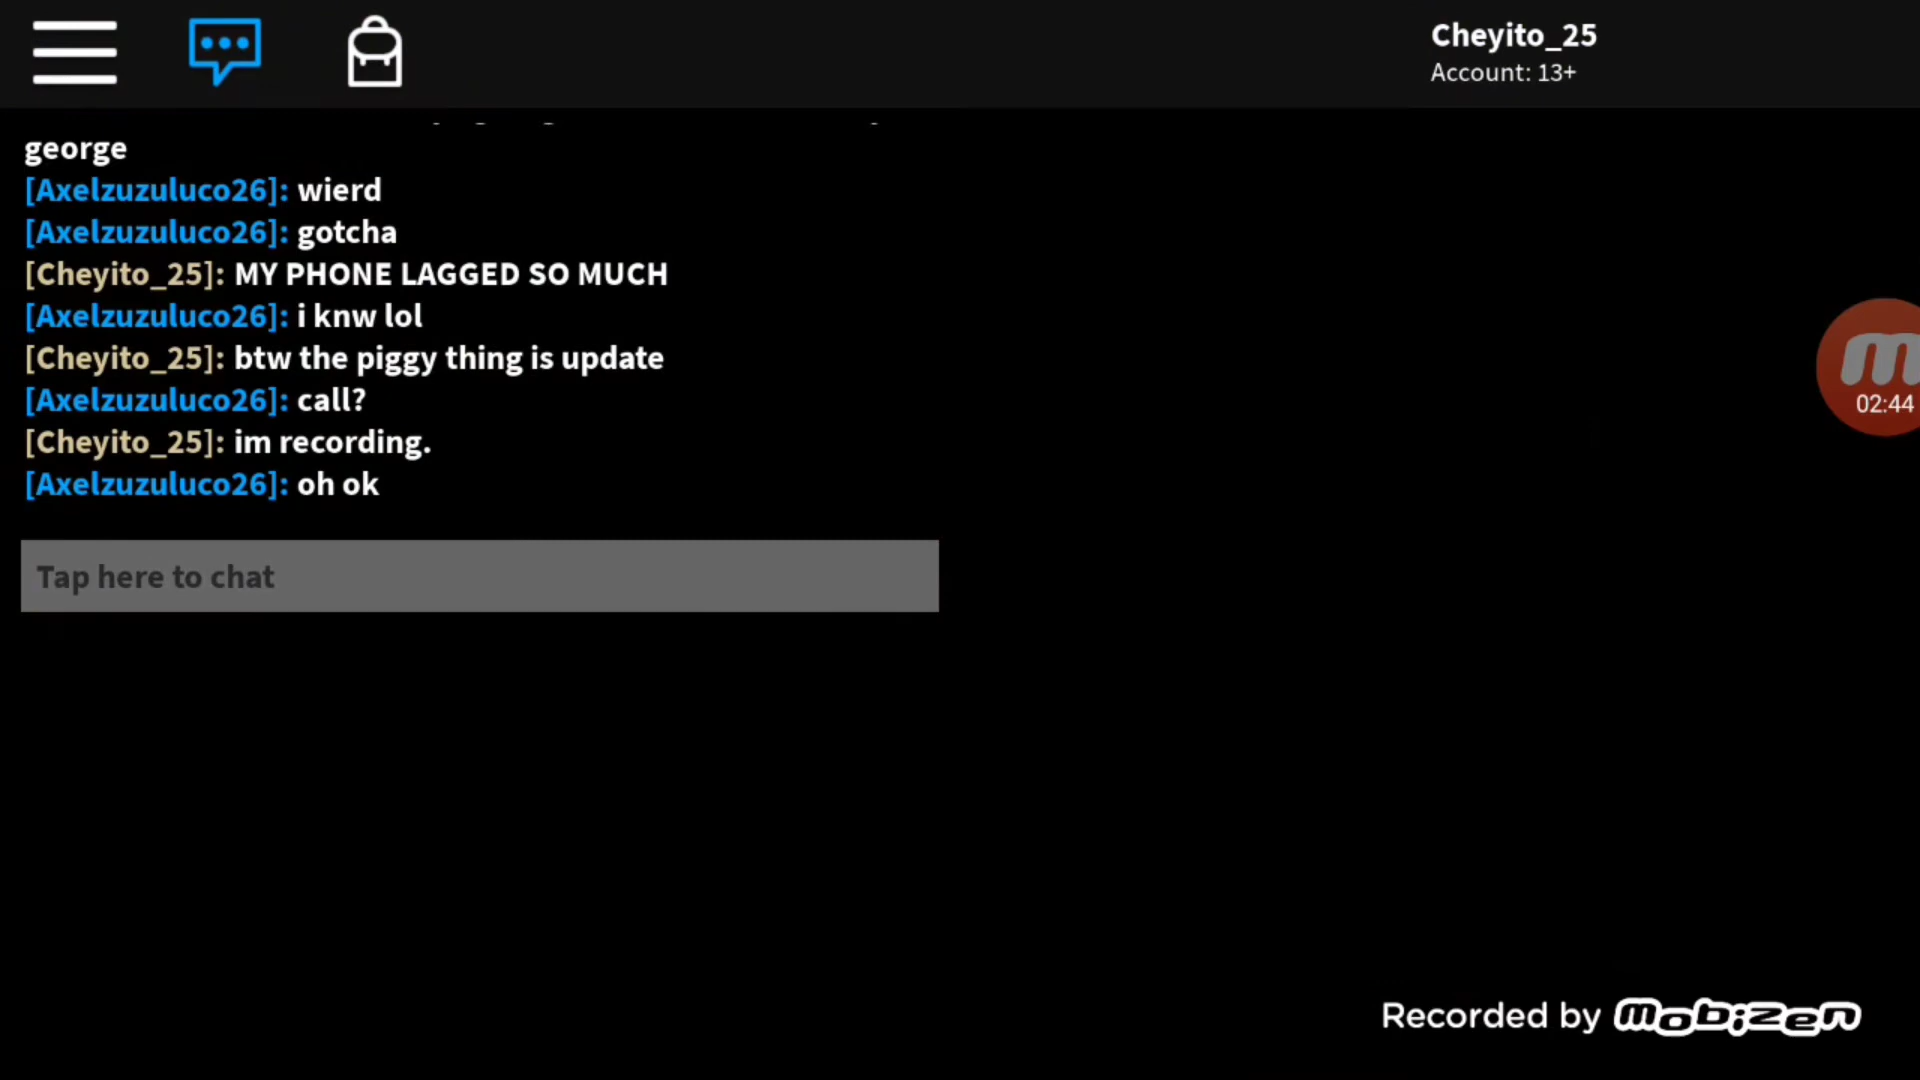 Cheyito_25
Account: 13+
george
[Axelzuzuluco26]: wierd
[Axelzuzuluco26]: gotcha
[Cheyito_25]: MY PHONE LAGGED SO MUCH
[Axelzuzuluco26]: i knw lol
[Cheyito_25]: btw the piggy thing is update
[Axelzuzuluco26]: call?
[Cheyito_25]: im recording.
[Axelzuzuluco26]: oh ok
Tap here to chat
02:44
Recorded by mobizen